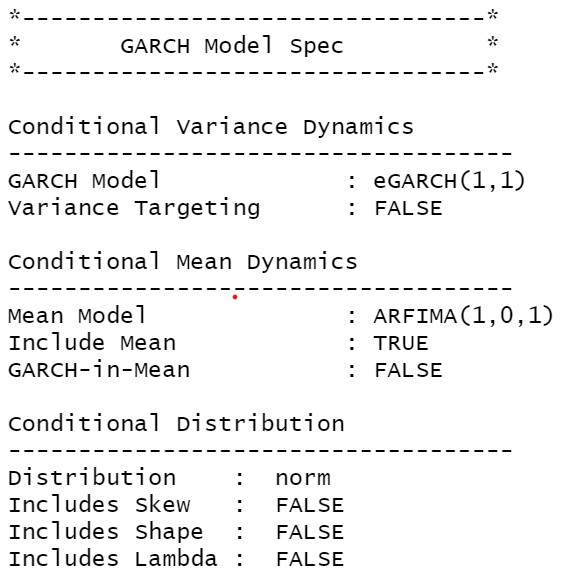 *---------------------------------*
*       GARCH Model Spec          *
*---------------------------------*
Conditional Variance Dynamics
------------------------------------
GARCH Model             : eGARCH(1,1)
Variance Targeting      : FALSE
Conditional Mean Dynamics
------------------------------------
Mean Model              : ARFIMA(1,0,1)
Include Mean            : TRUE
GARCH-in-Mean           : FALSE
Conditional Distribution
------------------------------------
Distribution    :  norm
Includes Skew   :  FALSE
Includes Shape  :  FALSE
Includes Lambda :  FALSE